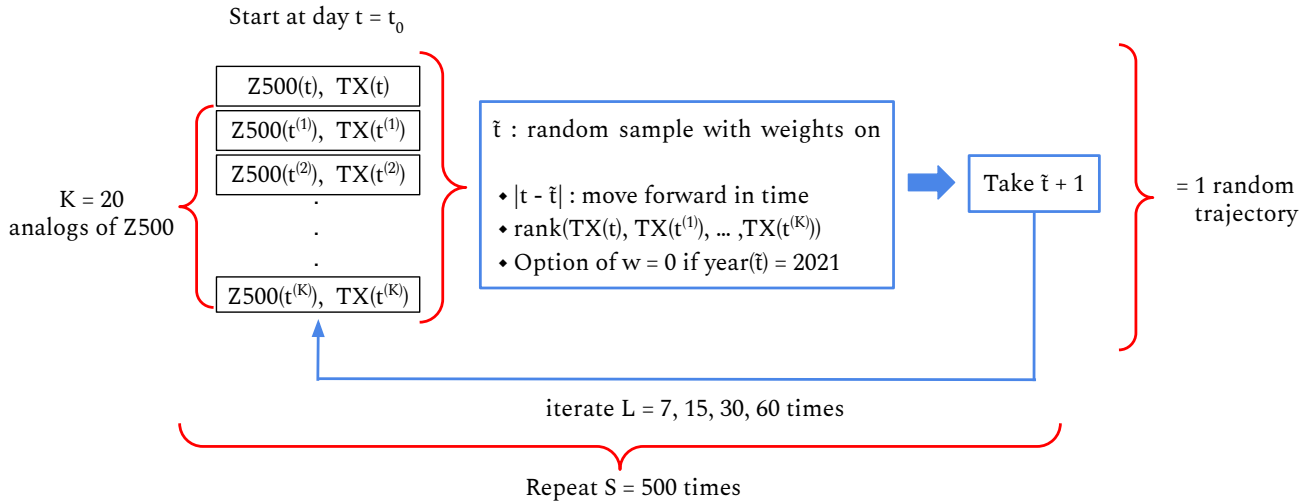 Start at day t = t₀
Z500(t), TX(t)
Z500(t⁽¹⁾), TX(t⁽¹⁾)
Z500(t⁽²⁾), TX(t⁽²⁾)
.
.
.
Z500(t⁽ᴷ⁾), TX(t⁽ᴷ⁾)
K = 20
analogs of Z500
t̃ : random sample with weights on
◆ |t - t̃| : move forward in time
◆ rank(TX(t), TX(t⁽¹⁾), ... ,TX(t⁽ᴷ⁾))
◆ Option of w = 0 if year(t̃) = 2021
Take t̃ + 1
= 1 random
trajectory
iterate L = 7, 15, 30, 60 times
Repeat S = 500 times